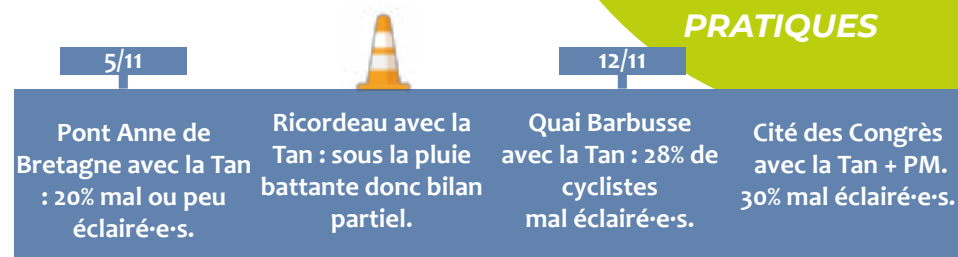 PRATIQUES
5/11
12/11
Pont Anne de
Bretagne avec la Tan
: 20% mal ou peu
éclairé·e·s.
Ricordeau avec la
Tan : sous la pluie
battante donc bilan
partiel.
Quai Barbusse
avec la Tan : 28% de
cyclistes
mal éclairé·e·s.
Cité des Congrès
avec la Tan + PM.
30% mal éclairé·e·s.